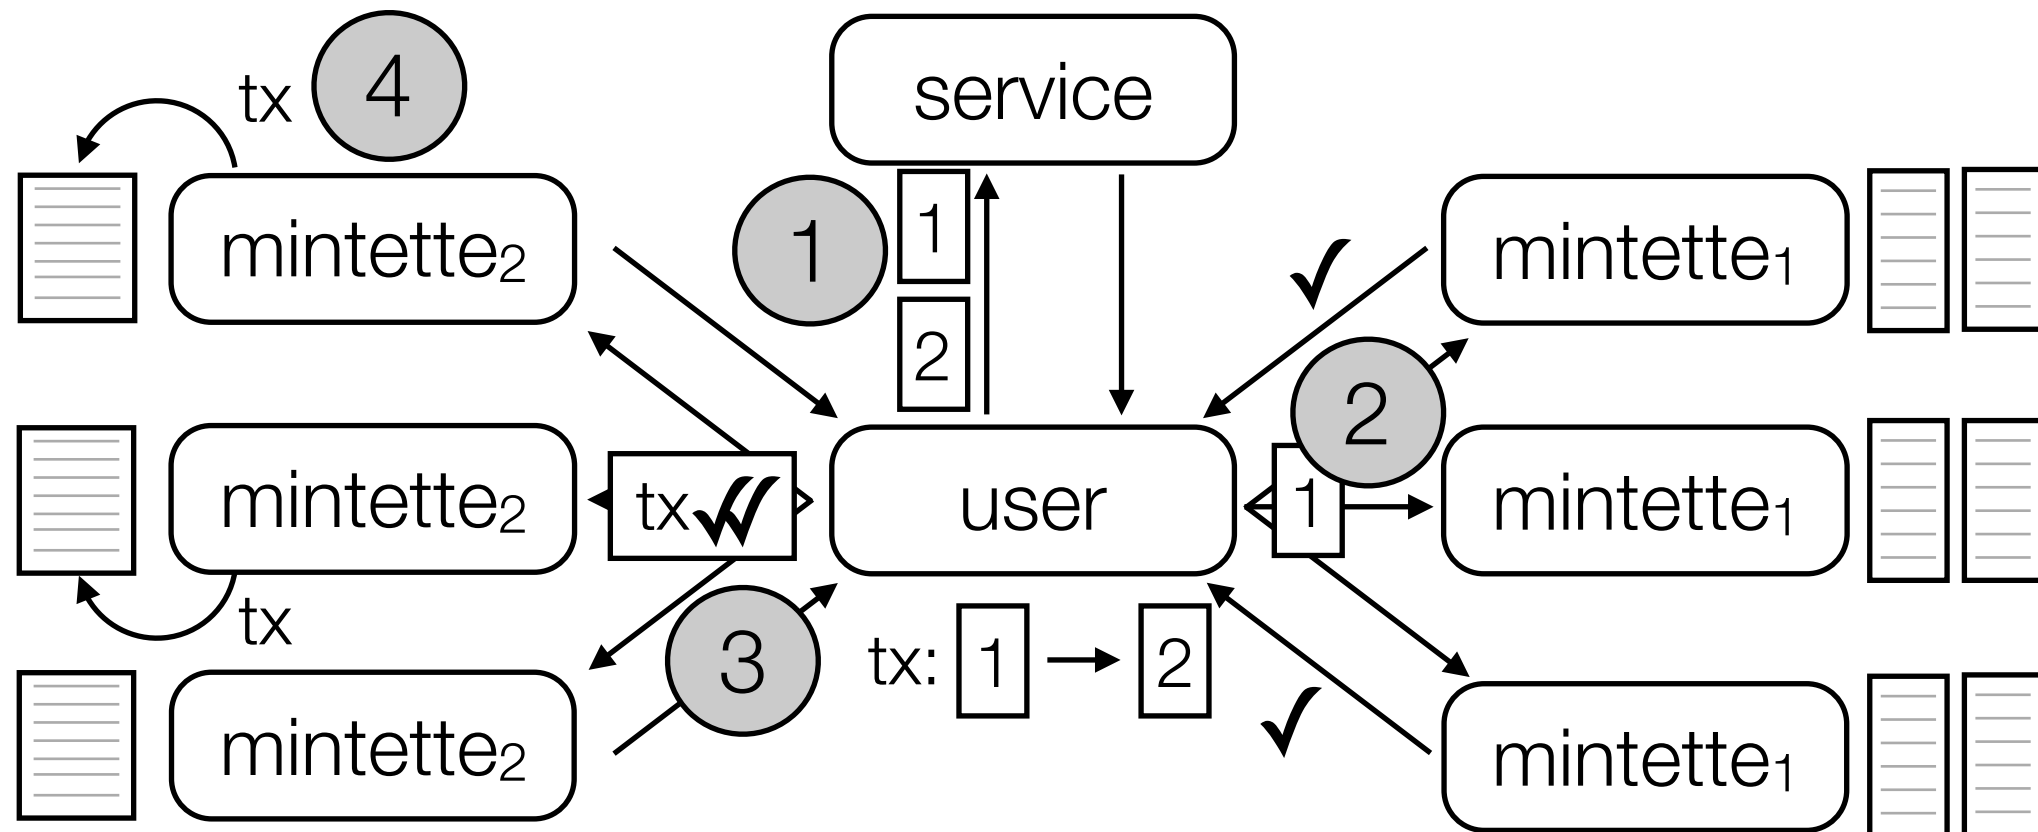 tx 4
service
1
1
2
mintette2
mintette1
2
mintette2
tx✓✓
user
1
mintette1
tx
3
tx: 1 → 2
mintette2
mintette1